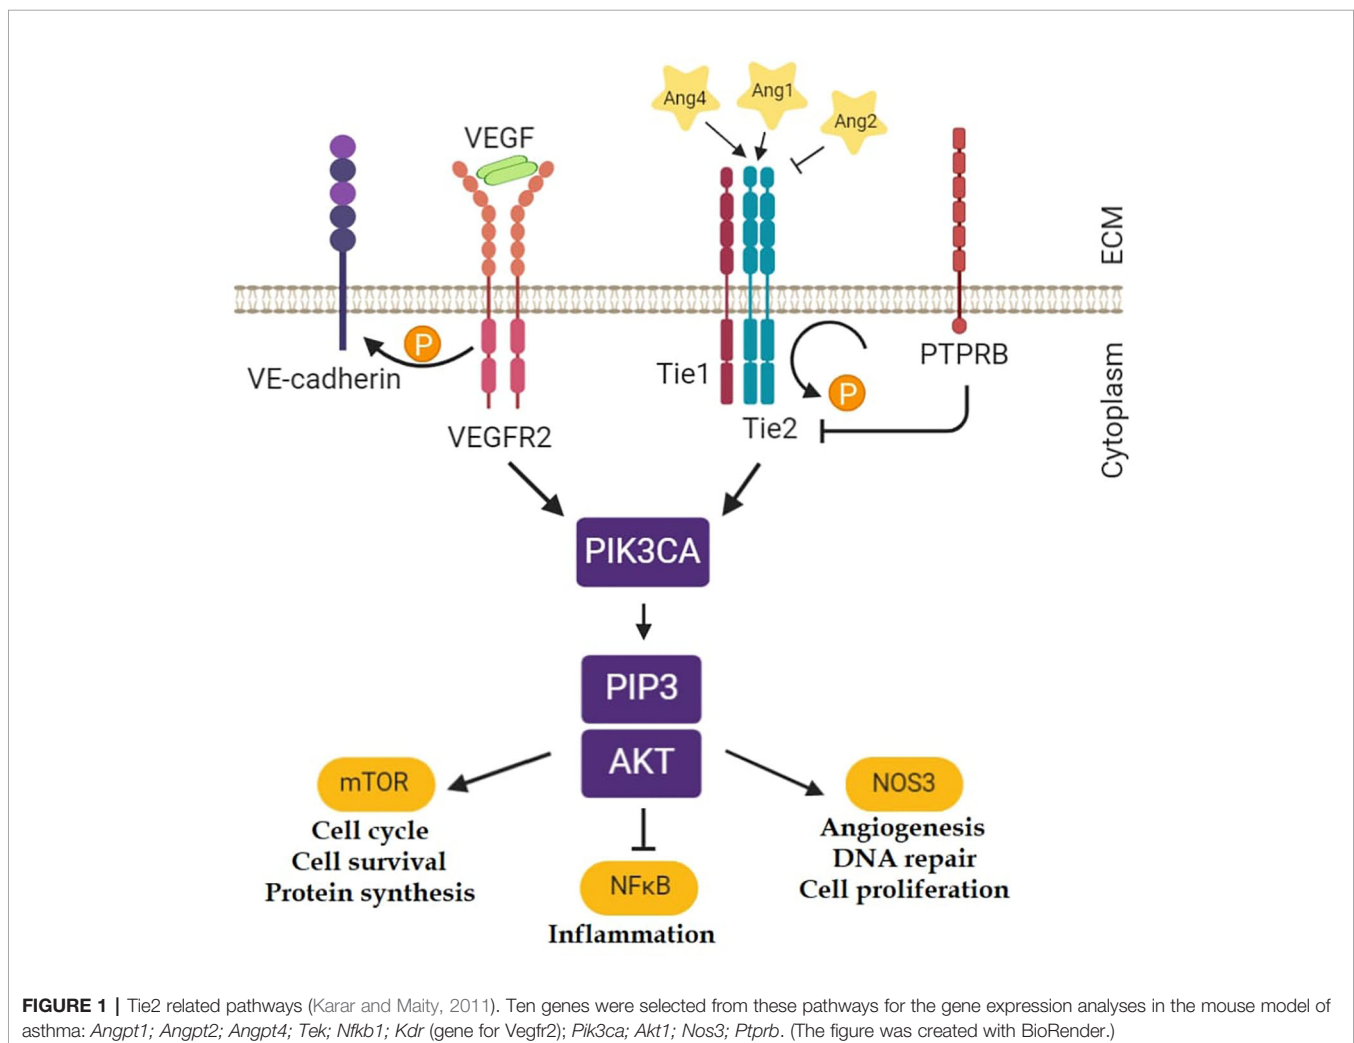 Ang4
Ang1
Ang2
VEGF
ECM
P
VE-cadherin
VEGFR2
Tie1
Tie2
P
PTPRB
Cytoplasm
PIK3CA
PIP3
AKT
mTOR
Cell cycle
Cell survival
Protein synthesis
NFκB
Inflammation
NOS3
Angiogenesis
DNA repair
Cell proliferation
FIGURE 1 | Tie2 related pathways (Karar and Maity, 2011). Ten genes were selected from these pathways for the gene expression analyses in the mouse model of
asthma: Angpt1; Angpt2; Angpt4; Tek; Nfkb1; Kdr (gene for Vegfr2); Pik3ca; Akt1; Nos3; Ptprb. (The figure was created with BioRender.)